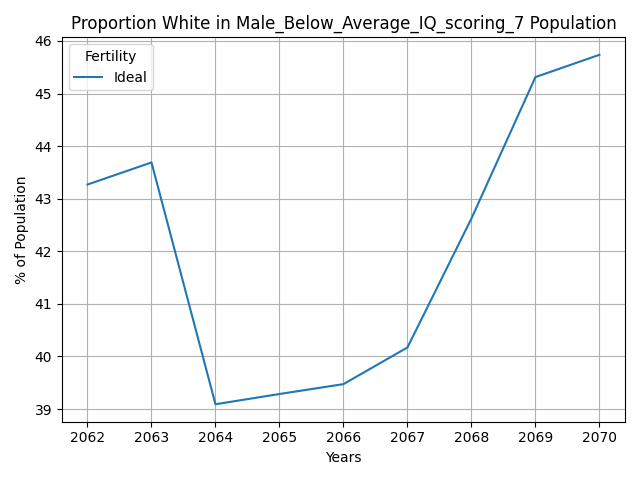 Proportion White in Male_Below_Average_IQ_scoring_7 Population
Fertility
Ideal
% of Population
46
45
44
43
42
41
40
39
2062 2063 2064 2065 2066 2067 2068 2069 2070
Years